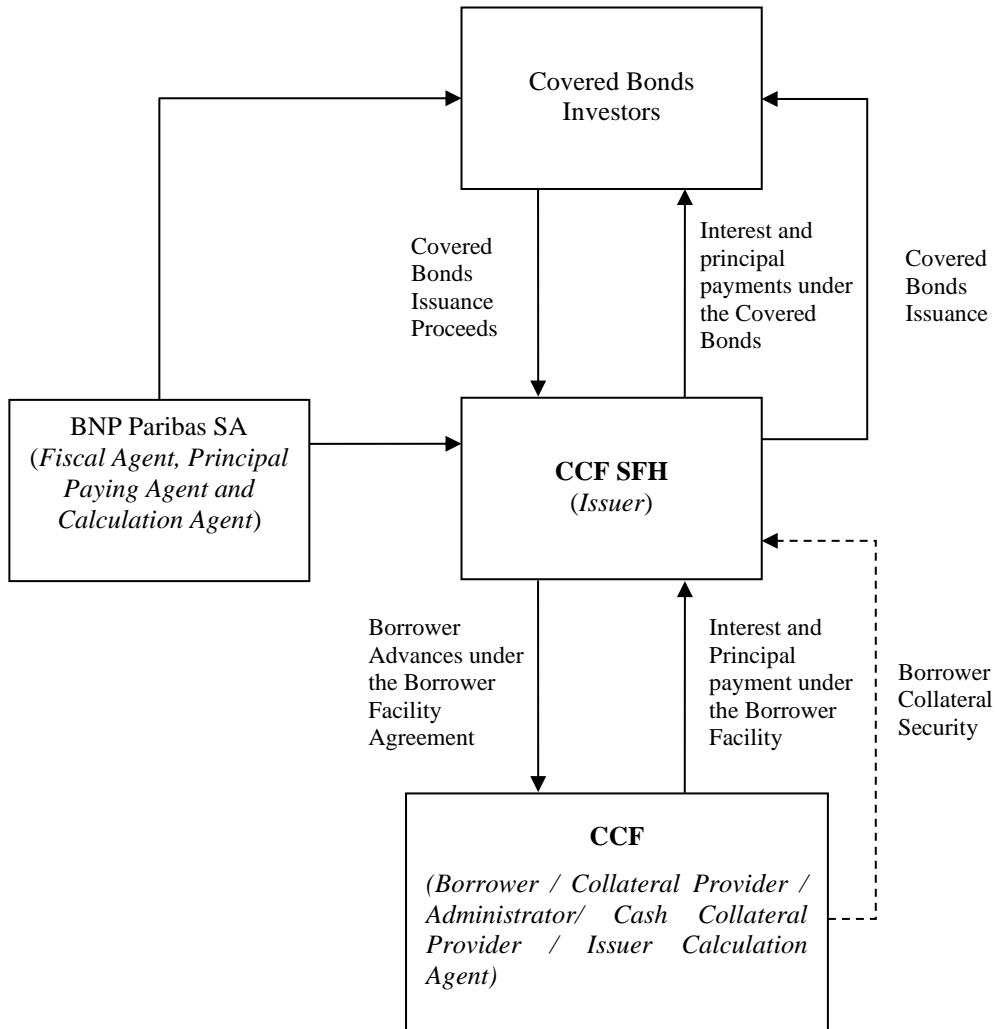 Covered Bonds
Investors
Covered
Bonds
Issuance
Proceeds
Interest and
principal
payments under
the Covered
Bonds
Covered
Bonds
Issuance
BNP Paribas SA
(Fiscal Agent, Principal
Paying Agent and
Calculation Agent)
CCF SFH
(Issuer)
Borrower
Advances under
the Borrower
Facility
Agreement
Interest and
Principal
payment under
the Borrower
Facility
Borrower
Collateral
Security
CCF
(Borrower / Collateral Provider /
Administrator/ Cash Collateral
Provider / Issuer Calculation
Agent)